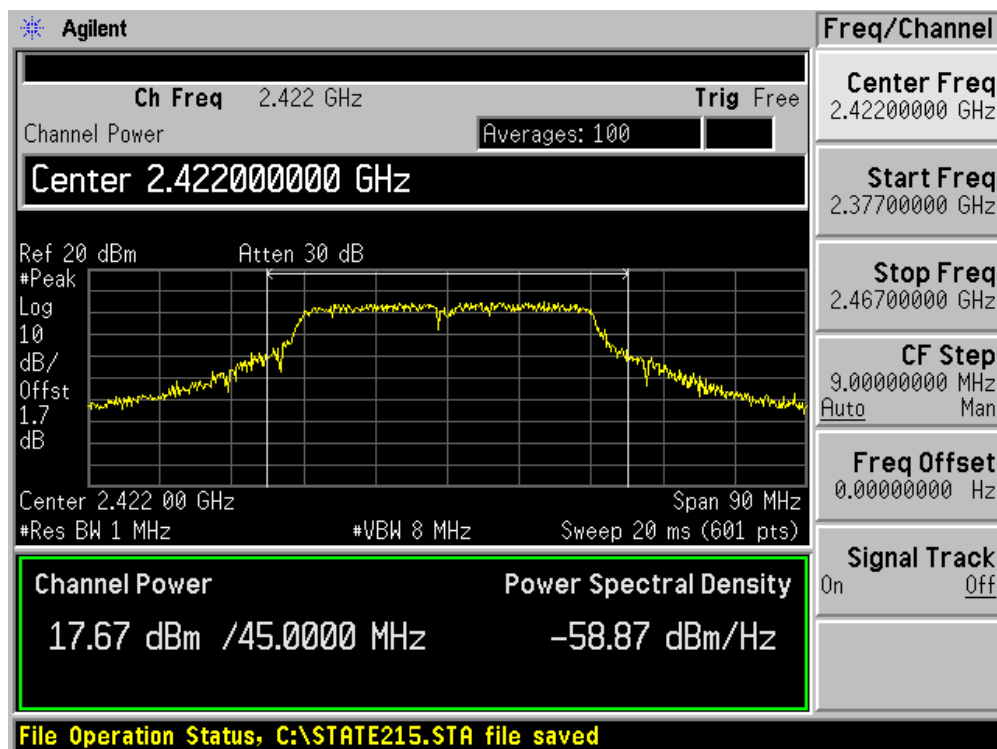 Agilent
Freq/Channel
Ch Freq 2.422 GHz Trig Free
Channel Power Averages: 100
Center 2.422000000 GHz
Ref 20 dBm Atten 30 dB
#Peak
Log
10
dB/
Offst
1.7
dB
Center 2.422 00 GHz Span 90 MHz
#Res BW 1 MHz #VBW 8 MHz Sweep 20 ms (601 pts)
Channel Power Power Spectral Density
17.67 dBm /45.0000 MHz -58.87 dBm/Hz
Center Freq
2.42200000 GHz
Start Freq
2.37700000 GHz
Stop Freq
2.46700000 GHz
CF Step
9.00000000 MHz
Auto Man
Freq Offset
0.00000000 Hz
Signal Track
On Off
File Operation Status, C:\STATE215.STA file saved